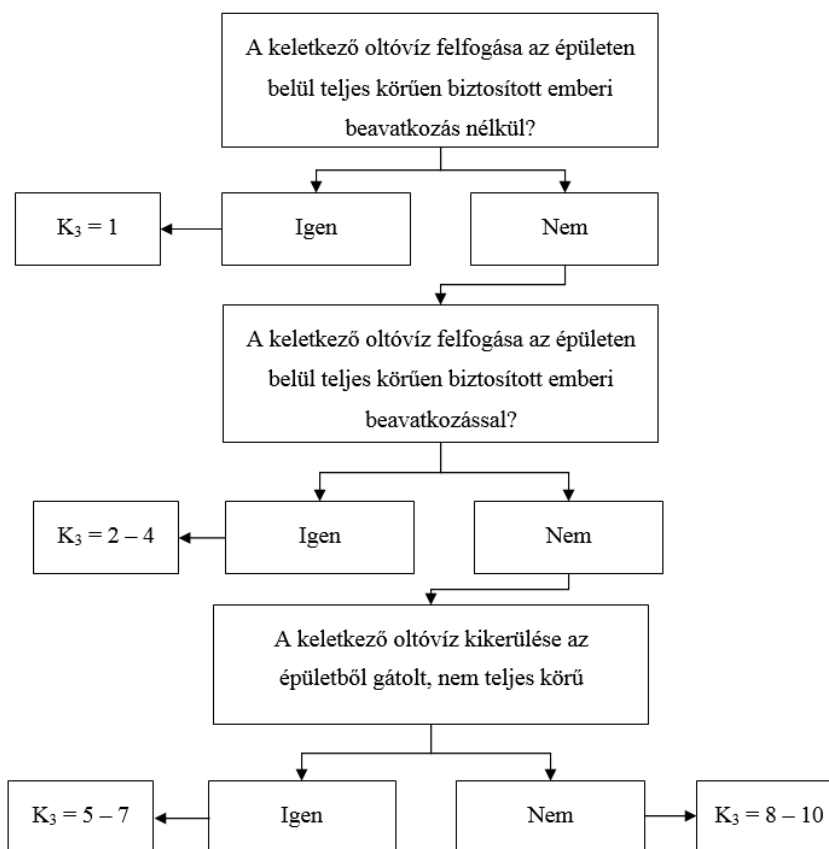 A keletkező oltóvíz felfogása az épületen
belül teljes körűen biztosított emberi
beavatkozás nélkül?
K₃ = 1
Igen
Nem
A keletkező oltóvíz felfogása az épületen
belül teljes körűen biztosított emberi
beavatkozással?
K₃ = 2 – 4
Igen
Nem
A keletkező oltóvíz kikerülése az
épületből gátolt, nem teljes körű
K₃ = 5 – 7
Igen
Nem
K₃ = 8 – 10